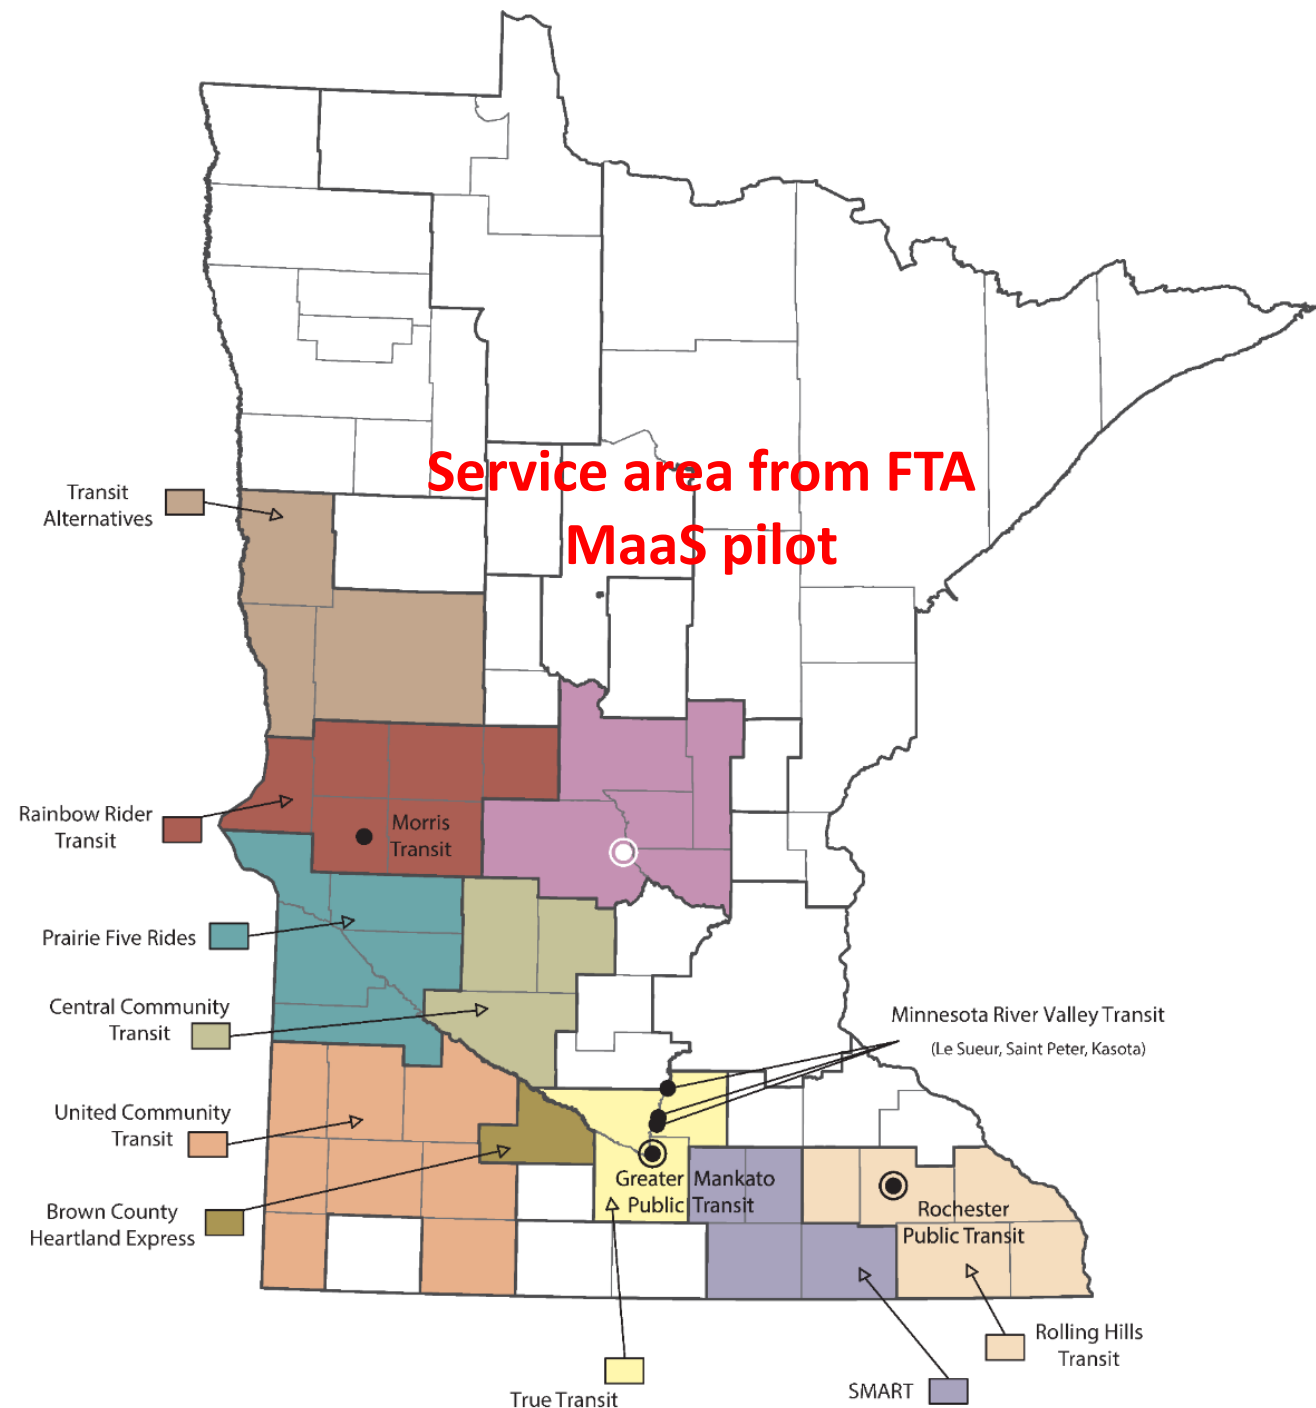 Service area from FTA
MaaS pilot
Transit
Alternatives
Rainbow Rider
Transit
Morris
Transit
Prairie Five Rides
Central Community
Transit
Minnesota River Valley Transit
(Le Sueur, Saint Peter, Kasota)
United Community
Transit
Greater Mankato
Public Transit
Brown County
Heartland Express
Rochester
Public Transit
Rolling Hills
Transit
True Transit
SMART